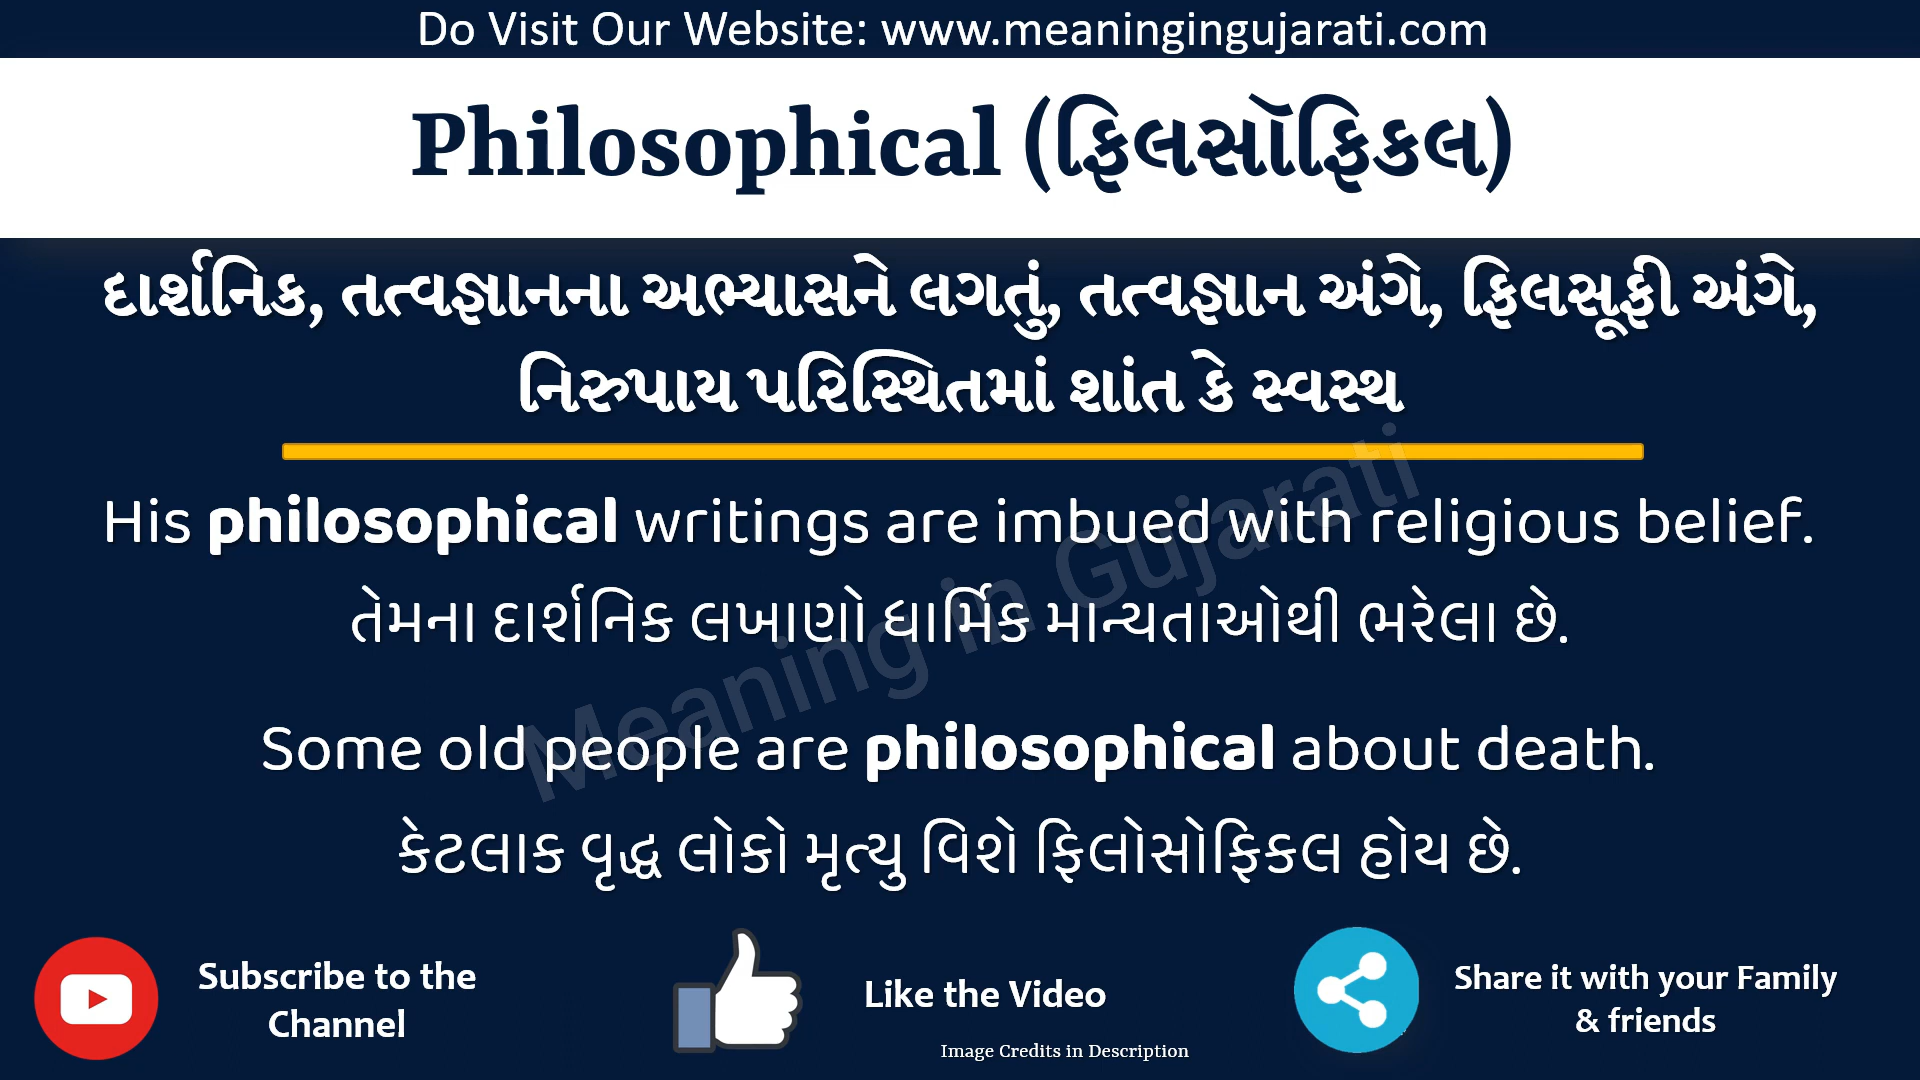 Do Visit Our Website: www.meaningingujarati.com
Philosophical (ફિલસૉફિકલ)
દાર્શનિક, તત્વજ્ઞાનના અભ્યાસને લગતું, તત્વજ્ઞાન અંગે, ફિલસૂફી અંગે,
નિરુપાય પરિસ્થિતમાં શાંત કે સ્વસ્થ
His philosophical writings are imbued with religious belief.
તેમના દાર્શનિક લખાણો ધાર્મિક માન્યતાઓથી ભરેલા છે.
Meaning in Gujarati
Some old people are philosophical about death.
કેટલાક વૃદ્ધ લોકો મૃત્યુ વિશે ફિલોસોફિકલ હોય છે.
Subscribe to the
Channel
Like the Video
Share it with your Family
& friends
Image Credits in Description